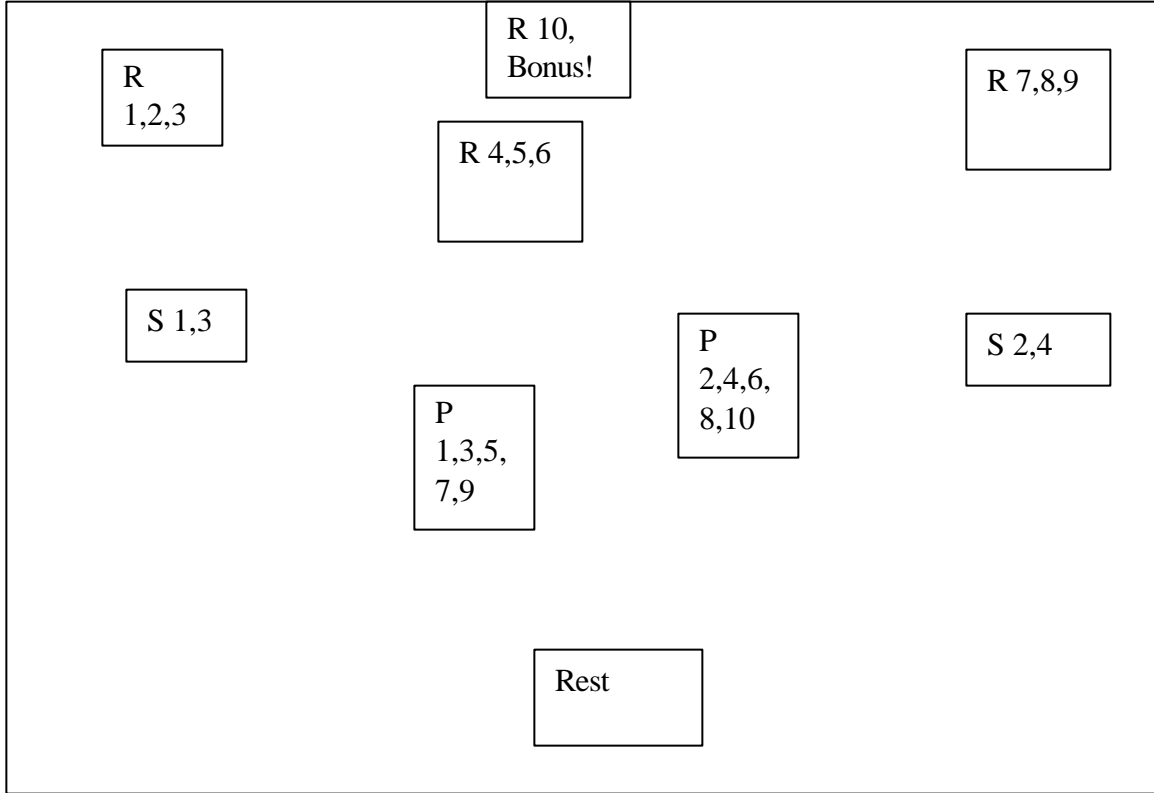 R 10,
Bonus!
R
1,2,3
R 7,8,9
R 4,5,6
S 1,3
P
2,4,6,
8,10
S 2,4
P
1,3,5,
7,9
Rest